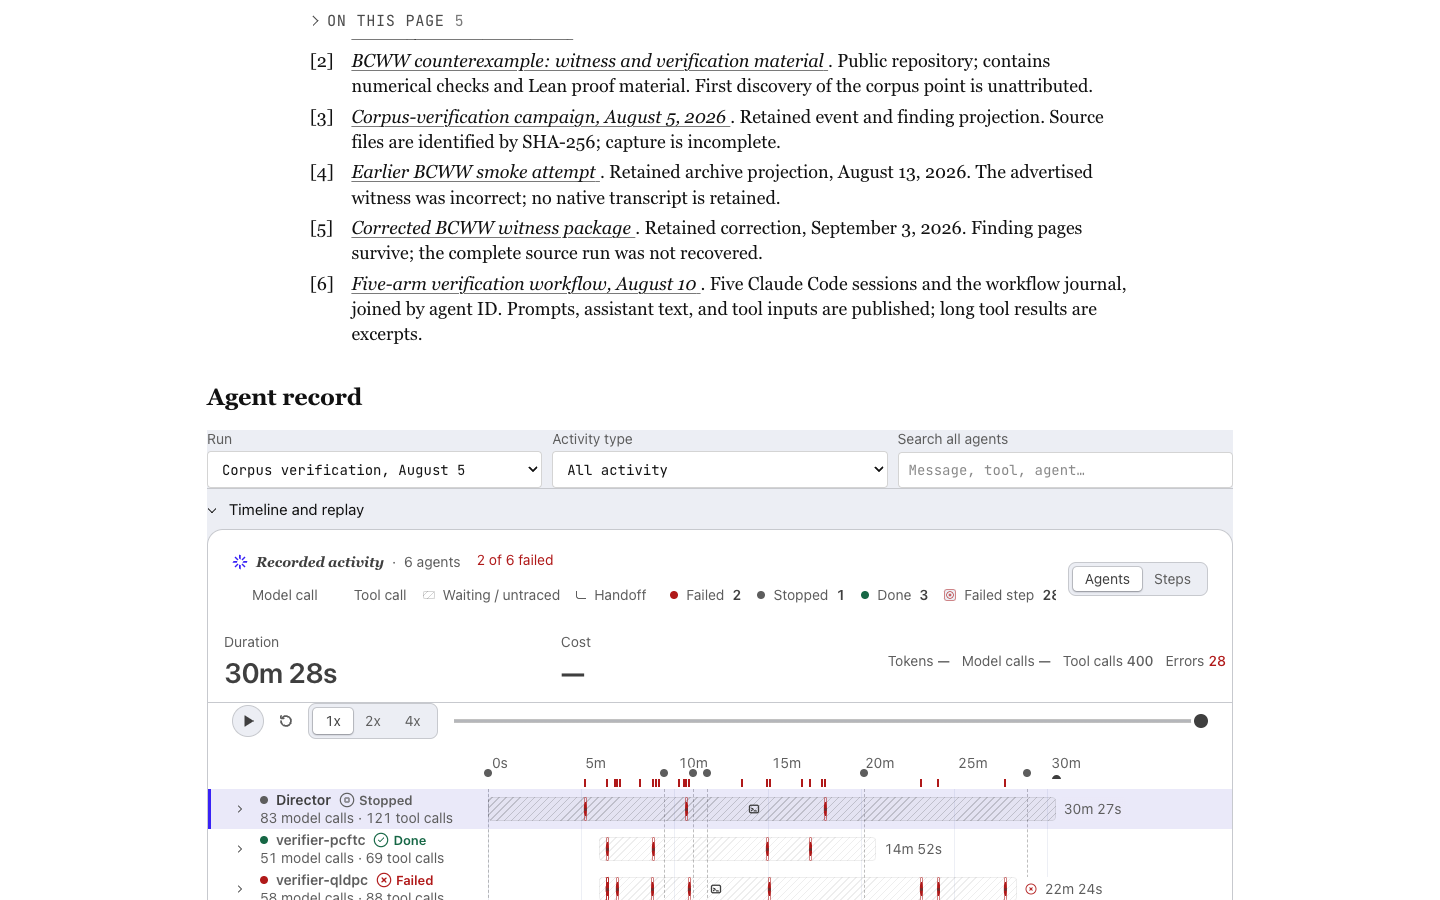 ON THIS PAGE 5
[2] BCWW counterexample: witness and verification material . Public repository; contains
numerical checks and Lean proof material. First discovery of the corpus point is unattributed.
[3] Corpus-verification campaign, August 5, 2026 . Retained event and finding projection. Source
files are identified by SHA-256; capture is incomplete.
[4] Earlier BCWW smoke attempt . Retained archive projection, August 13, 2026. The advertised
witness was incorrect; no native transcript is retained.
[5] Corrected BCWW witness package . Retained correction, September 3, 2026. Finding pages
survive; the complete source run was not recovered.
[6] Five-arm verification workflow, August 10 . Five Claude Code sessions and the workflow journal,
joined by agent ID. Prompts, assistant text, and tool inputs are published; long tool results are
excerpts.
Agent record
Run Activity type Search all agents
Corpus verification, August 5 All activity Message, tool, agent…
Timeline and replay
Recorded activity · 6 agents 2 of 6 failed
Agents Steps
Model call Tool call Waiting / untraced Handoff Failed 2 Stopped 1 Done 3 Failed step 28
Duration Cost
30m 28s —
Tokens — Model calls — Tool calls 400 Errors 28
1x 2x 4x
0s 5m 10m 15m 20m 25m 30m
Director Stopped
83 model calls · 121 tool calls
30m 27s
verifier-pcftc Done
51 model calls · 69 tool calls
14m 52s
verifier-qldpc Failed
58 model calls · 88 tool calls
22m 24s